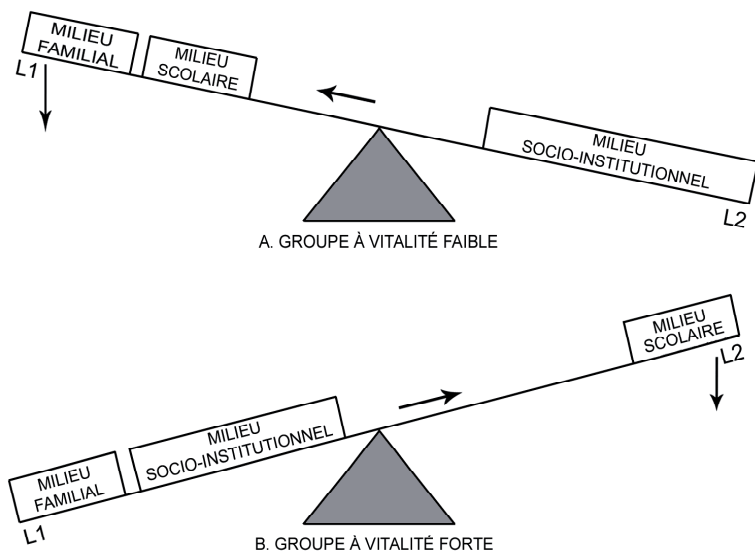 MILIEU
FAMILIAL
MILIEU
SCOLAIRE
L1
MILIEU
SOCIO-INSTITUTIONNEL
L2
A. GROUPE À VITALITÉ FAIBLE
MILIEU
SCOLAIRE
L2
MILIEU
SOCIO-INSTITUTIONNEL
MILIEU
FAMILIAL
L1
B. GROUPE À VITALITÉ FORTE